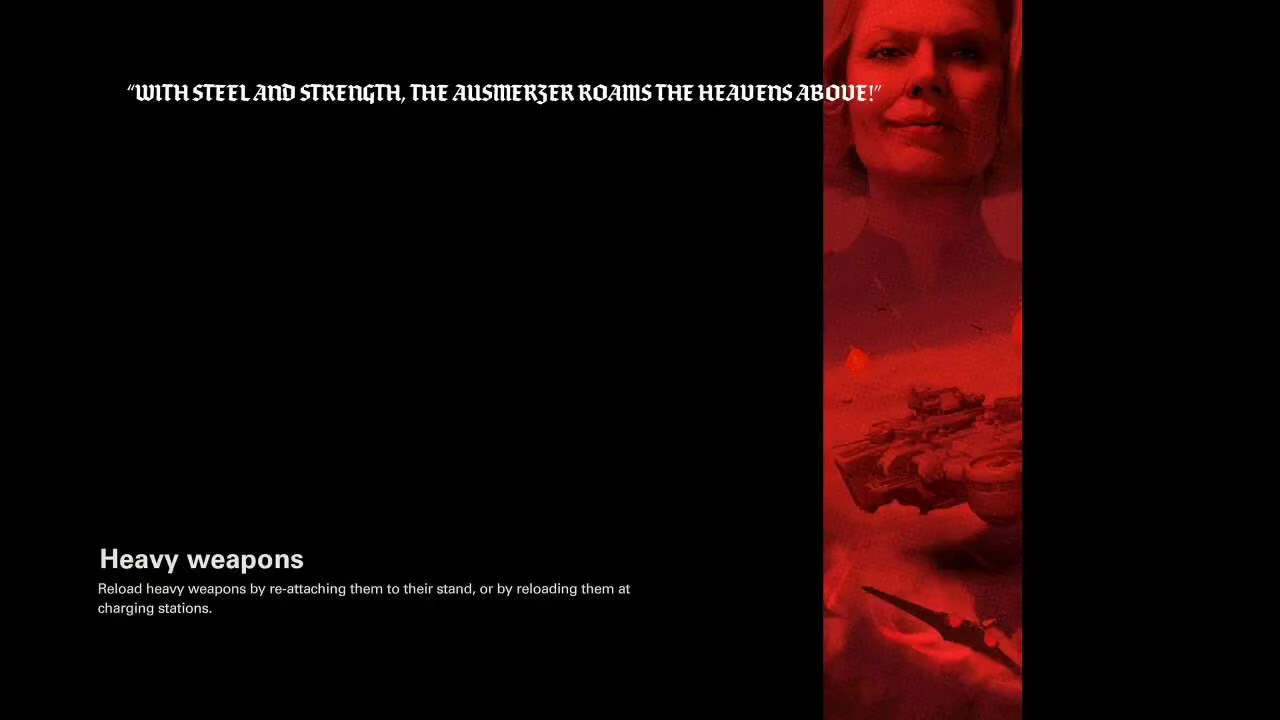 “WITH STEEL AND STRENGTH, THE AUSMERZER ROAMS THE HEAVENS ABOVE!”
Heavy weapons
Reload heavy weapons by re-attaching them to their stand, or by reloading them at
charging stations.